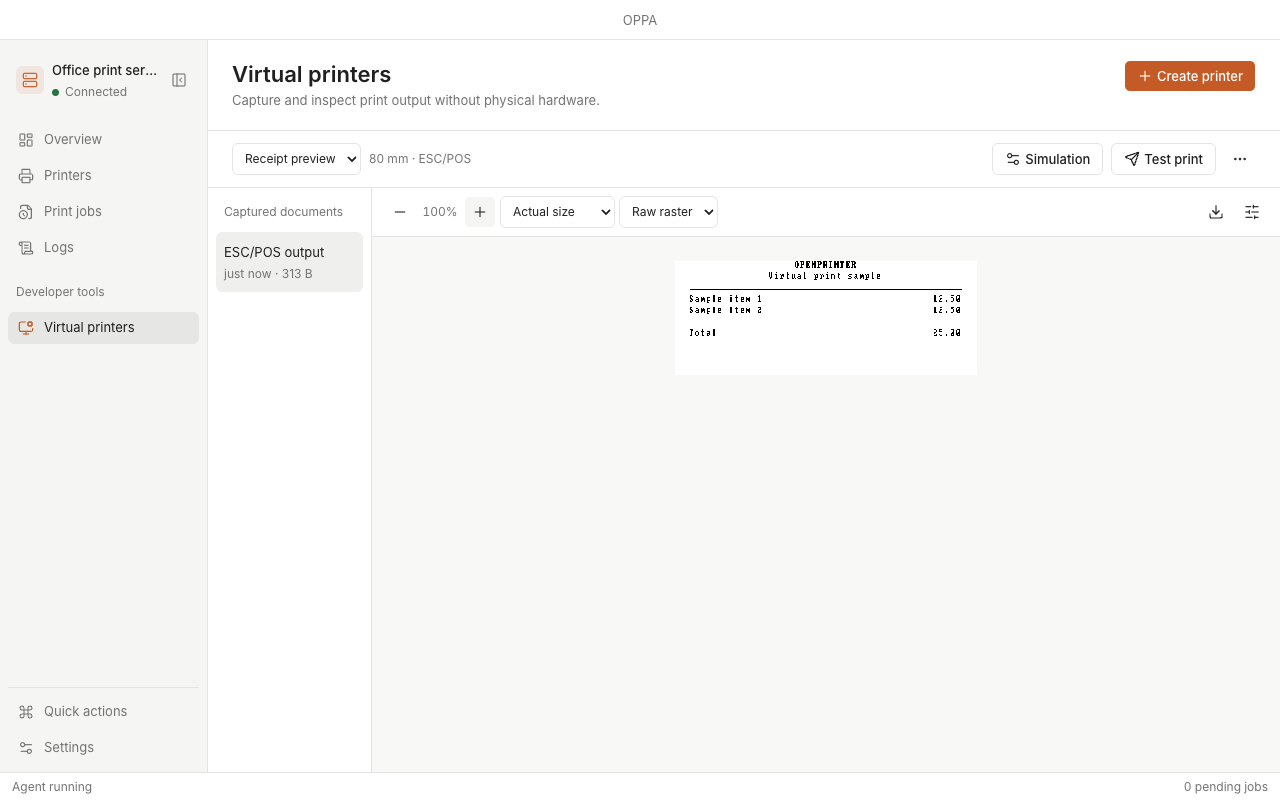 OPPA
Office print ser...
Connected
Overview
Printers
Print jobs
Logs
Developer tools
Virtual printers
Quick actions
Settings
Virtual printers
Capture and inspect print output without physical hardware.
Create printer
Receipt preview
80 mm · ESC/POS
Simulation
Test print
Captured documents
ESC/POS output
just now · 313 B
100%
Actual size
Raw raster
OPENPRINTER
Virtual print sample
Sample item 1 12.50
Sample item 2 12.50
Total 25.00
Agent running
0 pending jobs